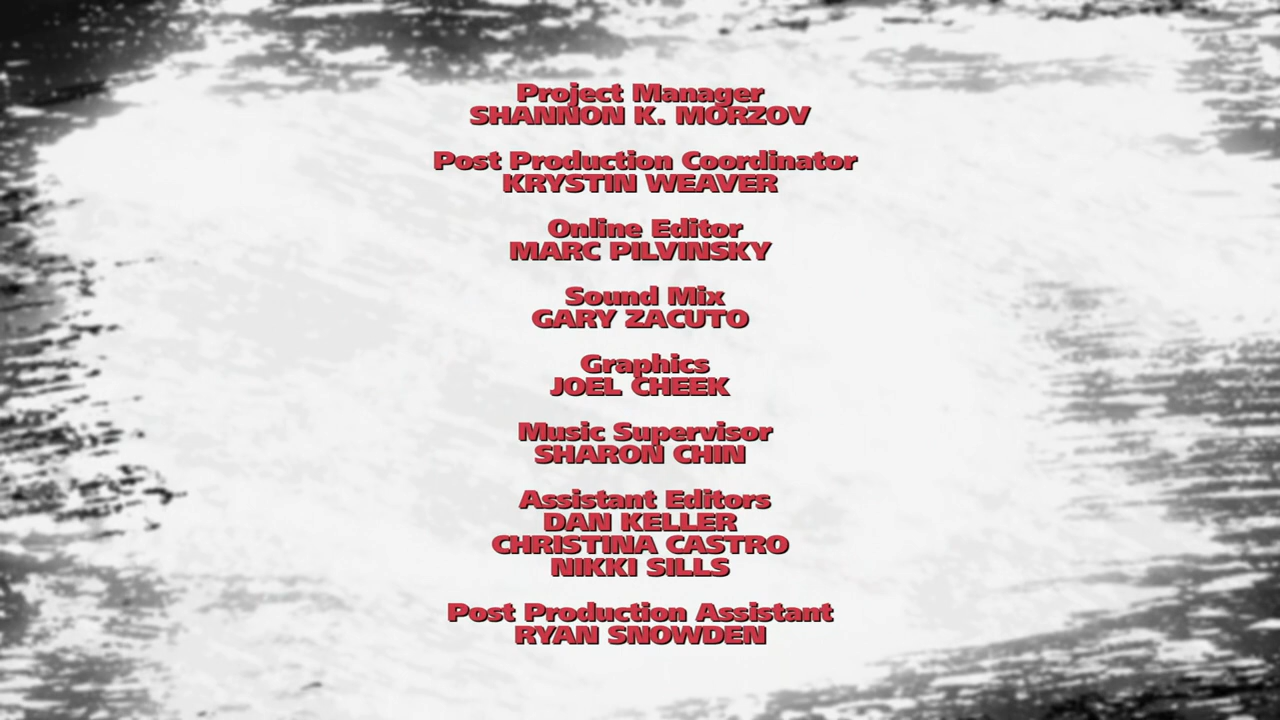 Project Manager
SHANNON K. MORZOV
Post Production Coordinator
KRYSTIN WEAVER
Online Editor
MARC PILVINSKY
Sound Mix
GARY ZACUTO
Graphics
JOEL CHEEK
Music Supervisor
SHARON CHIN
Assistant Editors
DAN KELLER
CHRISTINA CASTRO
NIKKI SILLS
Post Production Assistant
RYAN SNOWDEN